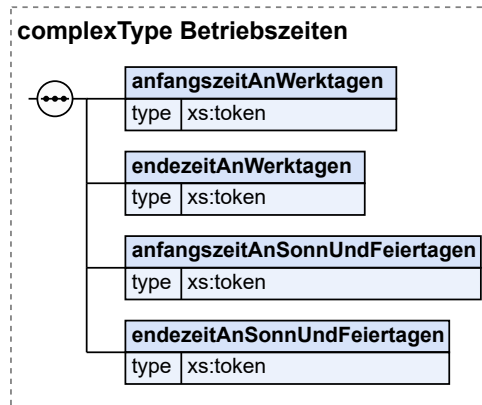 complexType Betriebszeiten
anfangszeitAnWerktagen
type xs:token
endezeitAnWerktagen
type xs:token
anfangszeitAnSonnUndFeiertagen
type xs:token
endezeitAnSonnUndFeiertagen
type xs:token